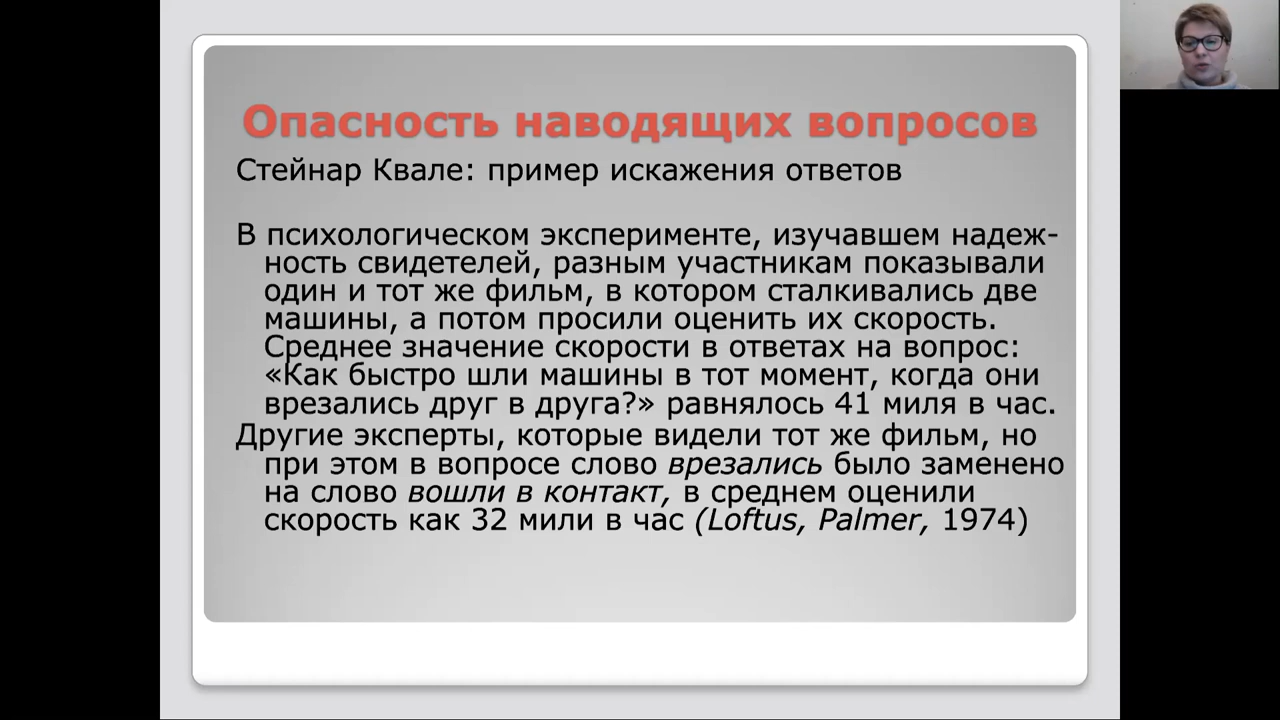 Опасность наводящих вопросов
Стейнар Квале: пример искажения ответов
В психологическом эксперименте, изучавшем надеж-
ность свидетелей, разным участникам показывали
один и тот же фильм, в котором сталкивались две
машины, а потом просили оценить их скорость.
Среднее значение скорости в ответах на вопрос:
«Как быстро шли машины в тот момент, когда они
врезались друг в друга?» равнялось 41 миля в час.
Другие эксперты, которые видели тот же фильм, но
при этом в вопросе слово врезались было заменено
на слово вошли в контакт, в среднем оценили
скорость как 32 мили в час (Loftus, Palmer, 1974)